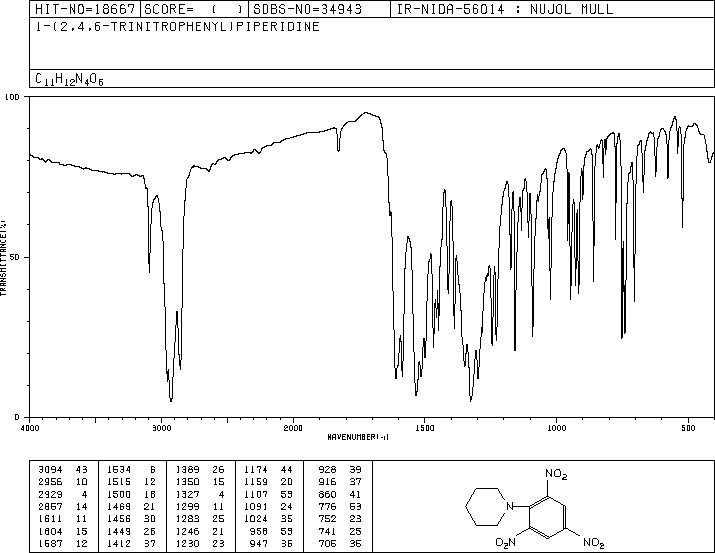 HIT-NO=18667 SCORE= ( ) SDBS-NO=34943 IR-NIDA-56014 : NUJOL MULL
1-(2,4,6-TRINITROPHENYL)PIPERIDINE
C11H12N4O6
100
50
0
TRANSMITTANCE(%)
4000 3000 2000 1500 1000 500
WAVENUMBER(-1)
3094 43 1534 6 1389 26 1174 44 928 39
2956 10 1515 12 1350 15 1159 20 916 37
2929 4 1500 18 1327 4 1107 59 860 41
2857 14 1469 21 1299 11 1091 24 776 53
1611 11 1456 30 1283 25 1024 35 752 23
1604 15 1449 26 1246 21 958 59 741 25
1587 12 1412 37 1230 23 947 36 706 35
NO2
N
O2N NO2